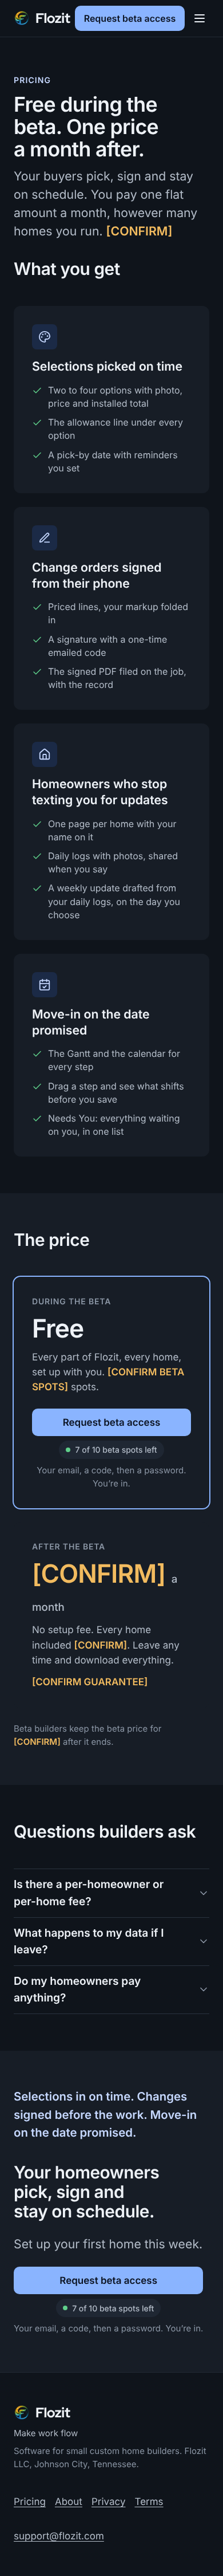 Flozit
Request beta access
PRICING
Free during the
beta. One price
a month after.
Your buyers pick, sign and stay
on schedule. You pay one flat
amount a month, however many
homes you run. [CONFIRM]
What you get
Selections picked on time
Two to four options with photo,
price and installed total
The allowance line under every
option
A pick-by date with reminders
you set
Change orders signed
from their phone
Priced lines, your markup folded
in
A signature with a one-time
emailed code
The signed PDF filed on the job,
with the record
Homeowners who stop
texting you for updates
One page per home with your
name on it
Daily logs with photos, shared
when you say
A weekly update drafted from
your daily logs, on the day you
choose
Move-in on the date
promised
The Gantt and the calendar for
every step
Drag a step and see what shifts
before you save
Needs You: everything waiting
on you, in one list
The price
DURING THE BETA
Free
Every part of Flozit, every home,
set up with you. [CONFIRM BETA
SPOTS] spots.
Request beta access
7 of 10 beta spots left
Your email, a code, then a password.
You're in.
AFTER THE BETA
[CONFIRM] a
month
No setup fee. Every home
included [CONFIRM]. Leave any
time and download everything.
[CONFIRM GUARANTEE]
Beta builders keep the beta price for
[CONFIRM] after it ends.
Questions builders ask
Is there a per-homeowner or
per-home fee?
What happens to my data if I
leave?
Do my homeowners pay
anything?
Selections in on time. Changes
signed before the work. Move-in
on the date promised.
Your homeowners
pick, sign and
stay on schedule.
Set up your first home this week.
Request beta access
7 of 10 beta spots left
Your email, a code, then a password. You're in.
Flozit
Make work flow
Software for small custom home builders. Flozit
LLC, Johnson City, Tennessee.
Pricing About Privacy Terms
support@flozit.com